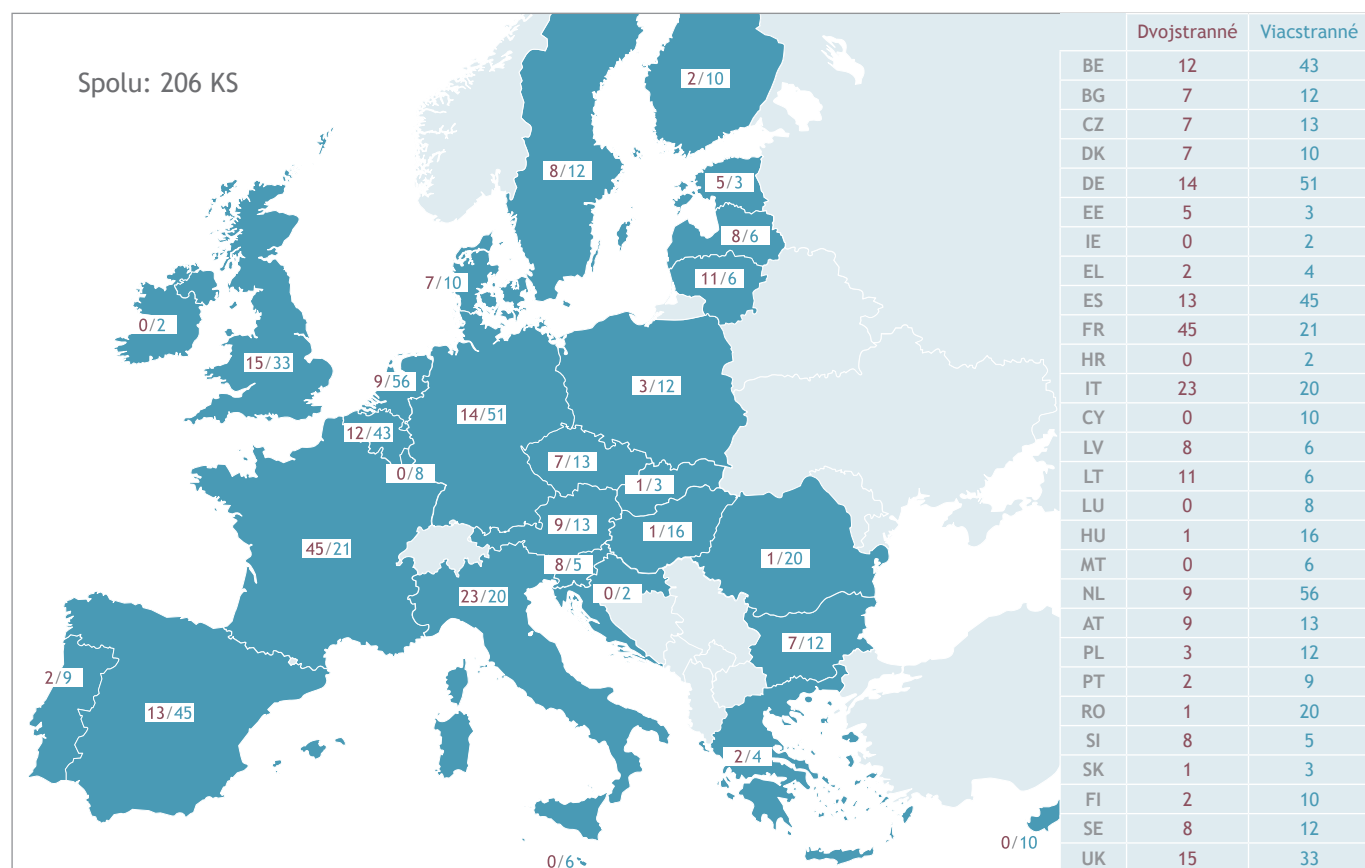 Spolu: 206 KS
2/10
8/12
5/3
8/6
11/6
7/10
0/2
15/33
9/56
3/12
14/51
12/43
7/13
0/8
1/3
9/13
1/16
45/21
8/5
1/20
23/20
0/2
7/12
2/9
13/45
2/4
0/10
0/6
Dvojstranné Viacstranné
BE 12 43
BG 7 12
CZ 7 13
DK 7 10
DE 14 51
EE 5 3
IE 0 2
EL 2 4
ES 13 45
FR 45 21
HR 0 2
IT 23 20
CY 0 10
LV 8 6
LT 11 6
LU 0 8
HU 1 16
MT 0 6
NL 9 56
AT 9 13
PL 3 12
PT 2 9
RO 1 20
SI 8 5
SK 1 3
FI 2 10
SE 8 12
UK 15 33